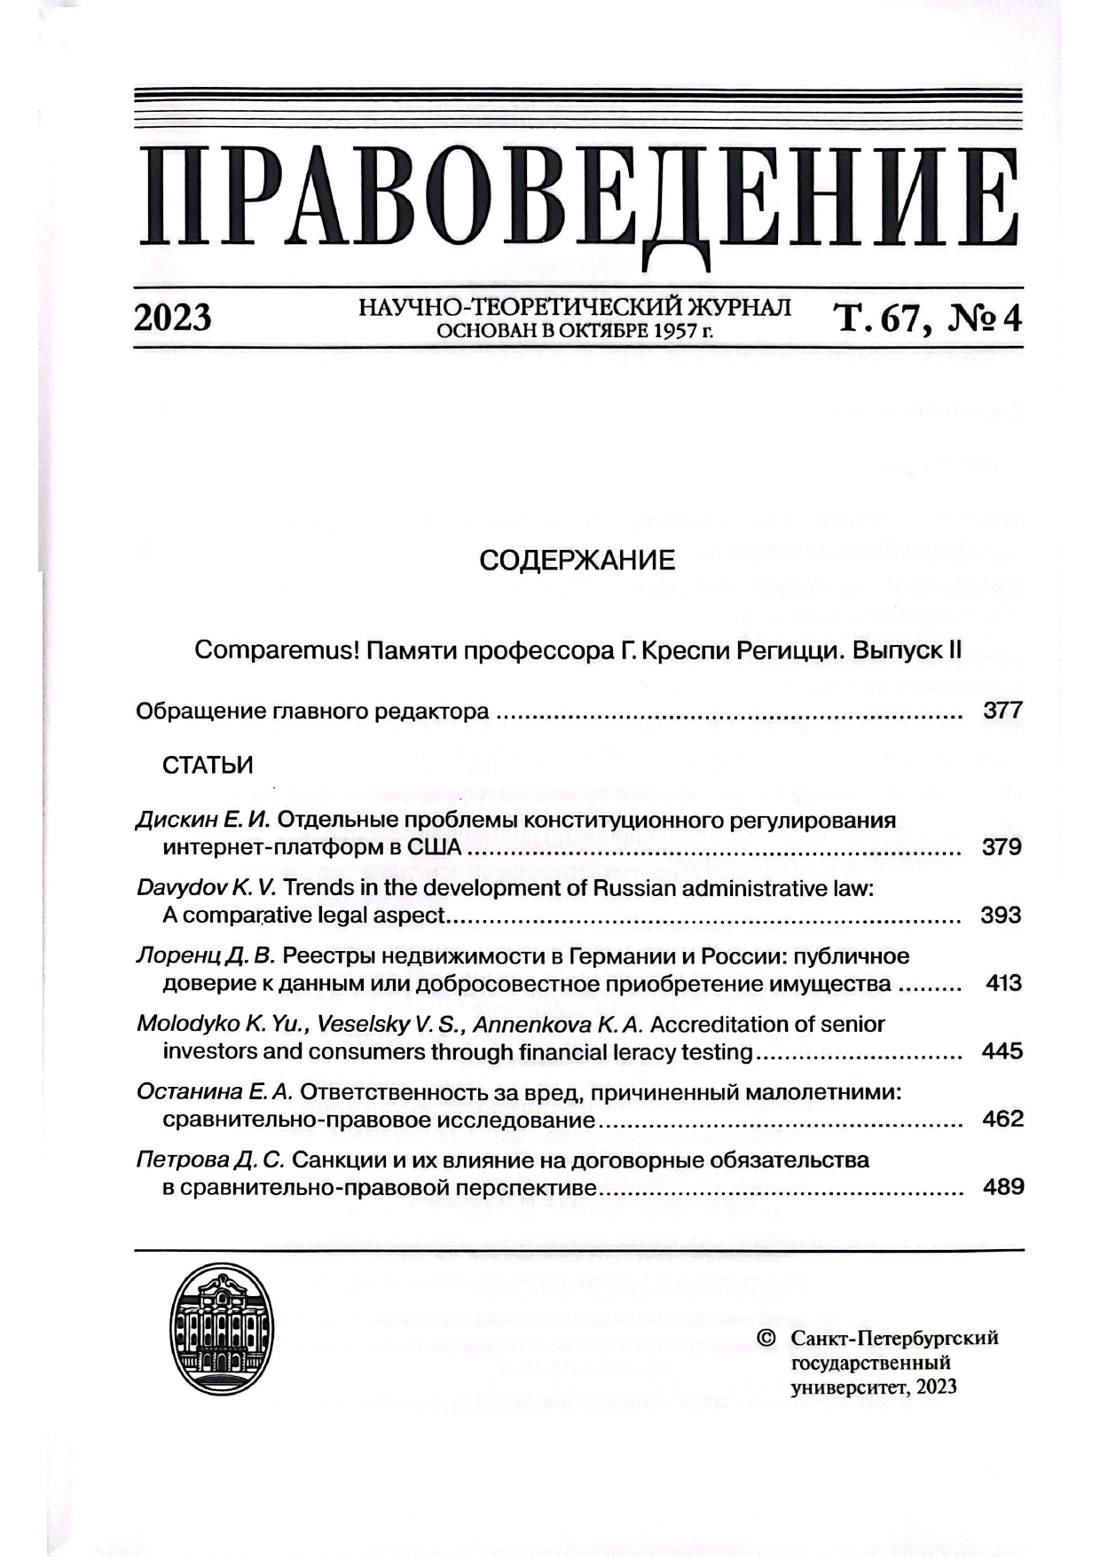 ПРАВОВЕДЕНИЕ
2023
НАУЧНО-ТЕОРЕТИЧЕСКИЙ ЖУРНАЛ
ОСНОВАН В ОКТЯБРЕ 1957 г.
Т. 67, № 4
СОДЕРЖАНИЕ
Comparemus! Памяти профессора Г. Креспи Регицци. Выпуск II
Обращение главного редактора ................................................................ 377
СТАТЬИ
Дискин Е. И. Отдельные проблемы конституционного регулирования
интернет-платформ в США .................................................................... 379
Davydov K. V. Trends in the development of Russian administrative law:
A comparative legal aspect....................................................................... 393
Лоренц Д. В. Реестры недвижимости в Германии и России: публичное
доверие к данным или добросовестное приобретение имущества ......... 413
Molodyko K. Yu., Veselsky V. S., Annenkova K. A. Accreditation of senior
investors and consumers through financial leracy testing............................. 445
Останина Е. А. Ответственность за вред, причиненный малолетними:
сравнительно-правовое исследование................................................... 462
Петрова Д. С. Санкции и их влияние на договорные обязательства
в сравнительно-правовой перспективе................................................... 489
© Санкт-Петербургский
государственный
университет, 2023